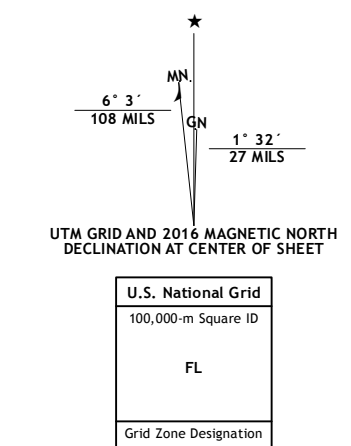 MN.
6° 3´
108 MILS
GN
1° 32´
27 MILS
UTM GRID AND 2016 MAGNETIC NORTH
DECLINATION AT CENTER OF SHEET
U.S. National Grid
100,000-m Square ID
FL
Grid Zone Designation